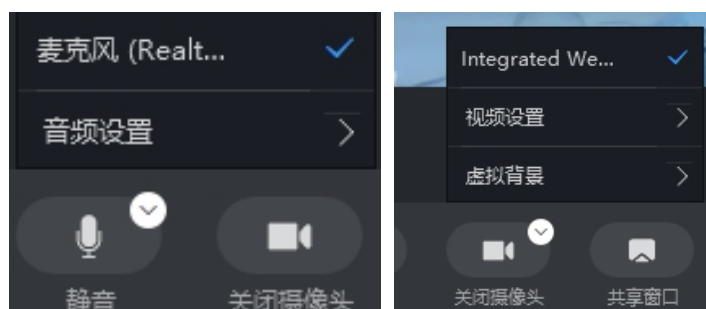 麦克风 (Realt...
音频设置
静音
关闭摄像头
Integrated We...
视频设置
虚拟背景
关闭摄像头
共享窗口